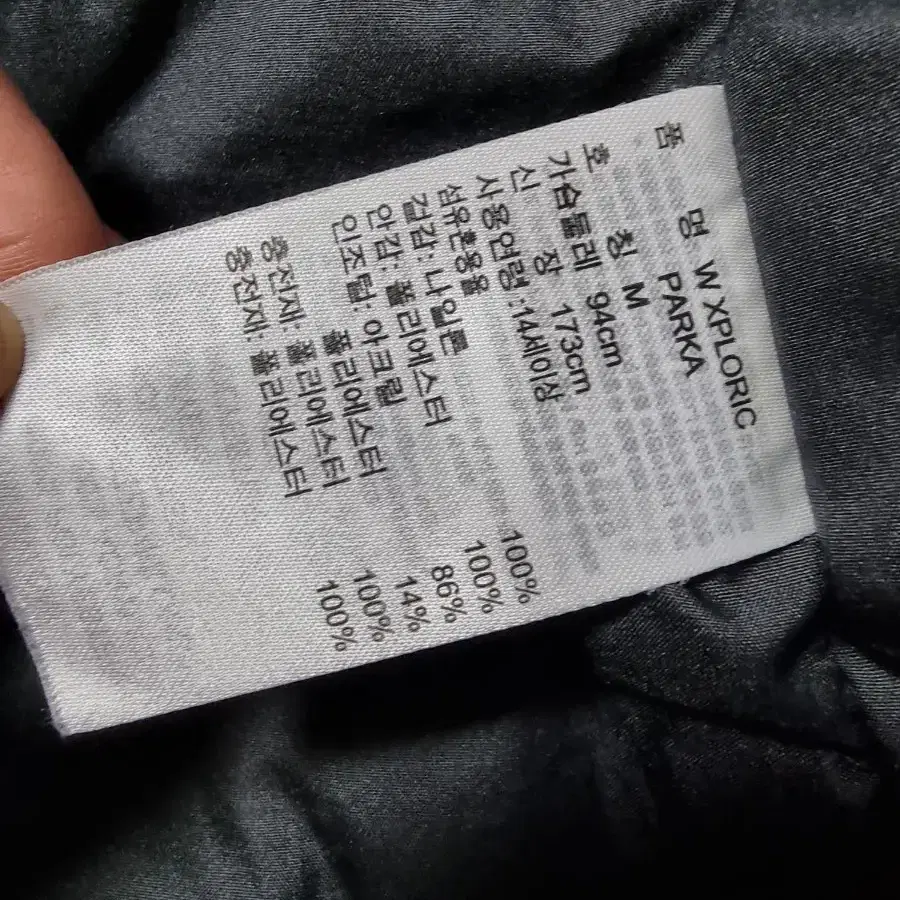 품 명 W XPLORIC
PARKA
호 칭 M
가슴둘레 94cm
신 장 173cm
사용연령 :14세이상
섬유혼용율
겉감: 나일론 100%
안감: 폴리에스터 100%
인조털: 아크릴 86%
폴리에스터 14%
충전재: 폴리에스터 100%
충전재: 폴리에스터 100%